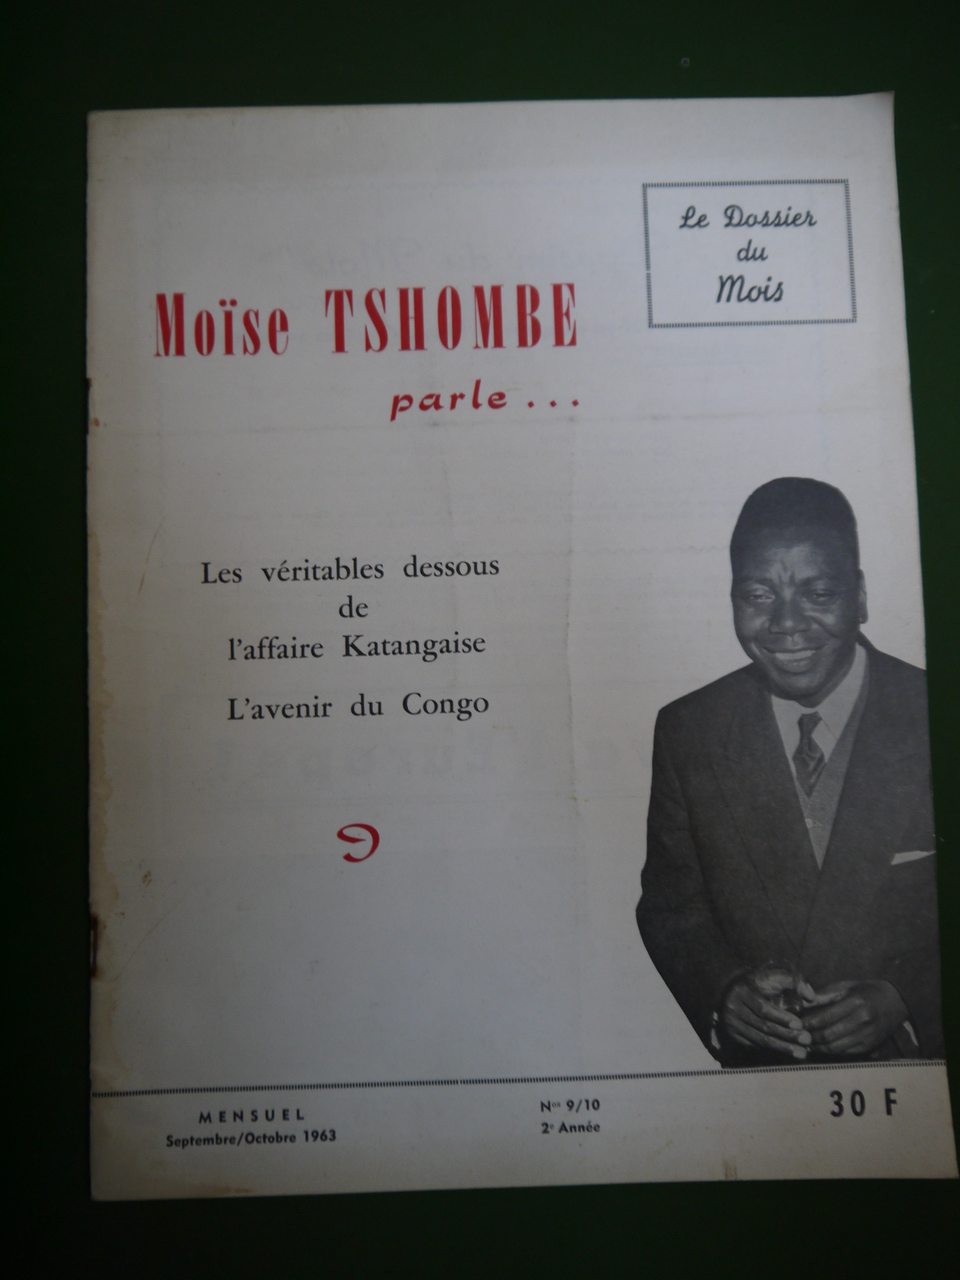 Le Dossier
du
Mois
Moïse TSHOMBE
parle...
Les véritables dessous
de
l'affaire Katangaise
L'avenir du Congo
MENSUEL
Septembre/Octobre 1963
Nos 9/10
2e Année
30 F